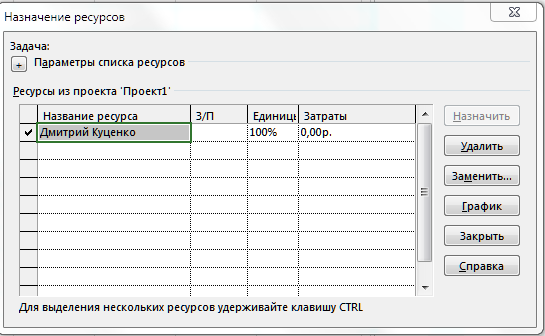 Назначение ресурсов
Задача:
+ Параметры списка ресурсов
Ресурсы из проекта 'Проект1'
Название ресурса З/П Единицы Затраты
Дмитрий Куценко 100% 0,00р.
Назначить
Удалить
Заменить...
График
Закрыть
Справка
Для выделения нескольких ресурсов удерживайте клавишу CTRL